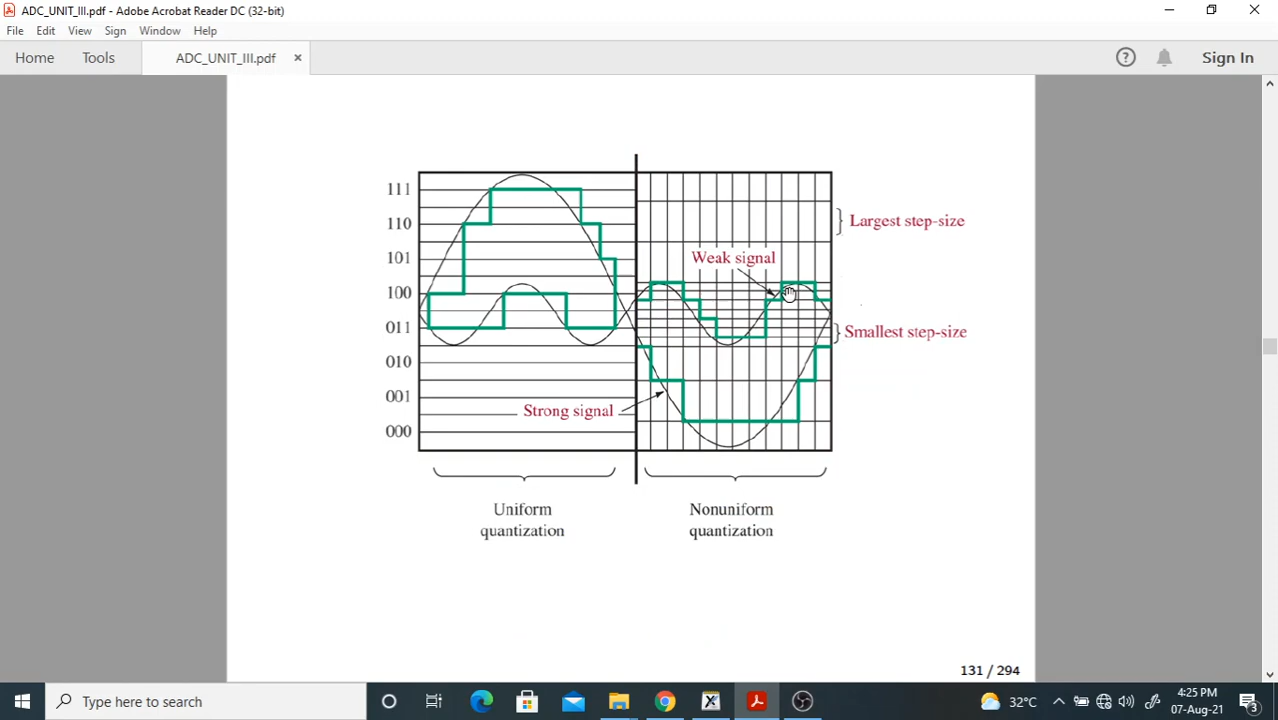 ADC_UNIT_III.pdf - Adobe Acrobat Reader DC (32-bit)
File Edit View Sign Window Help
Home Tools ADC_UNIT_III.pdf × ? Sign In
111
110
101
100
011
010
001
000
Largest step-size
Weak signal
Smallest step-size
Strong signal
Uniform
quantization
Nonuniform
quantization
131 / 294
Type here to search
32°C
4:25 PM
07-Aug-21
3